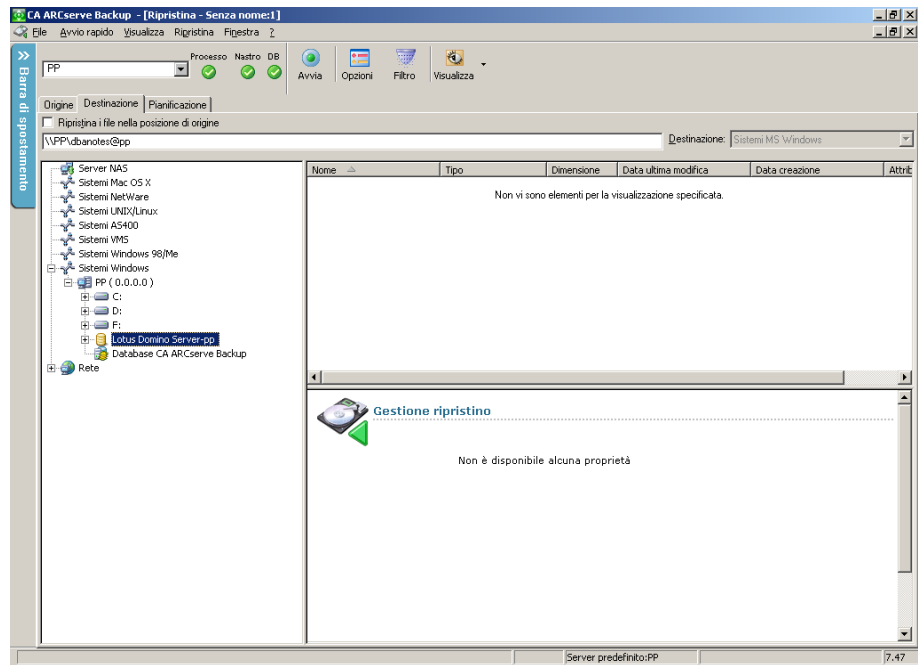 CA ARCserve Backup - [Ripristina - Senza nome:1]
File Avvio rapido Visualizza Ripristina Finestra ?
Barra di spostamento
PP
Processo Nastro DB
Avvia Opzioni Filtro Visualizza
Origine Destinazione Pianificazione
Ripristina i file nella posizione di origine
\\PP\dbanotes@pp
Destinazione: Sistemi MS Windows
Server NAS
Sistemi Mac OS X
Sistemi NetWare
Sistemi UNIX/Linux
Sistemi AS400
Sistemi VMS
Sistemi Windows 98/Me
Sistemi Windows
PP ( 0.0.0.0 )
C:
D:
F:
Lotus Domino Server-pp
Database CA ARCserve Backup
Rete
Nome Tipo Dimensione Data ultima modifica Data creazione Attrib
Non vi sono elementi per la visualizzazione specificata.
Gestione ripristino
Non è disponibile alcuna proprietà
Server predefinito:PP 7.47